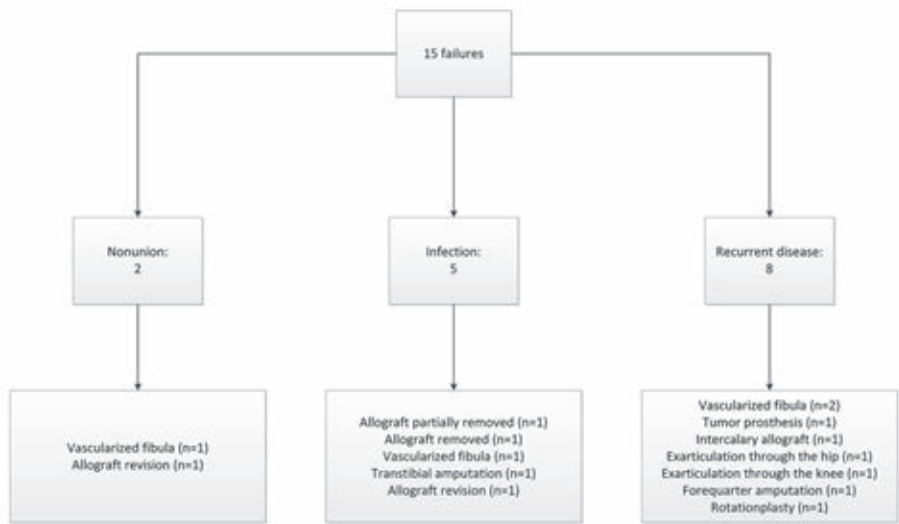 15 failures
Nonunion:
2
Infection:
5
Recurrent disease:
8
Vascularized fibula (n=1)
Allograft revision (n=1)
Allograft partially removed (n=1)
Allograft removed (n=1)
Vascularized fibula (n=1)
Transtibial amputation (n=1)
Allograft revision (n=1)
Vascularized fibula (n=2)
Tumor prosthesis (n=1)
Intercalary allograft (n=1)
Exarticulation through the hip (n=1)
Exarticulation through the knee (n=1)
Forequarter amputation (n=1)
Rotationplasty (n=1)